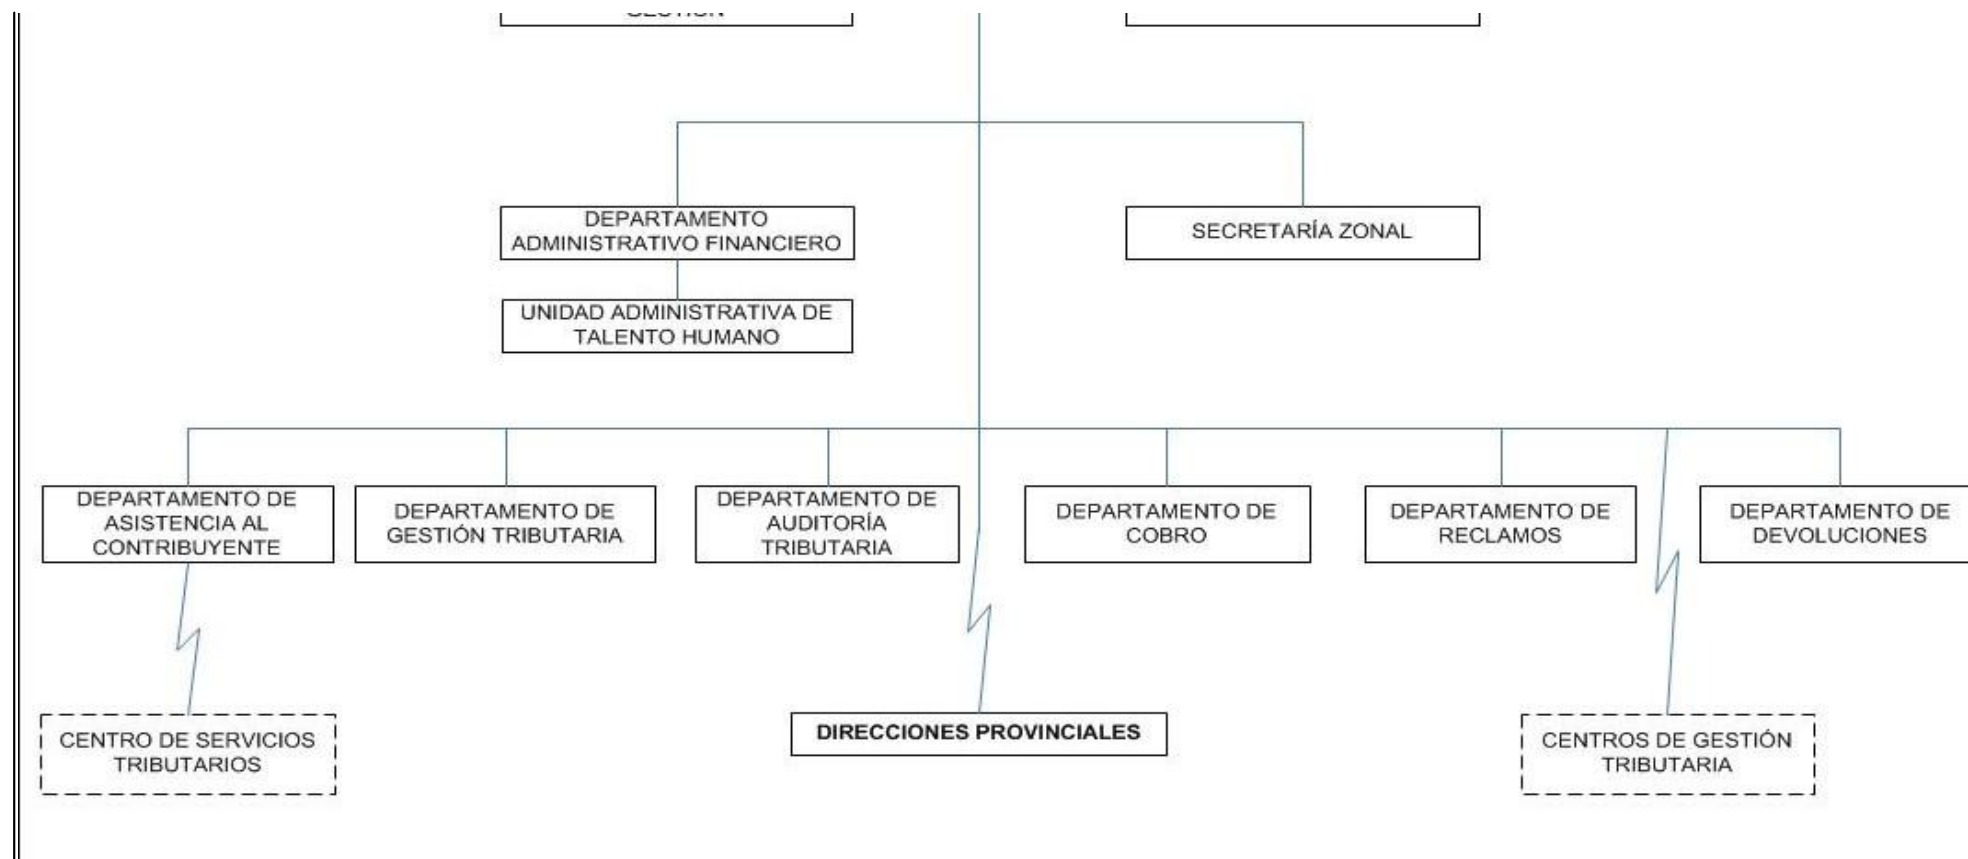 DEPARTAMENTO
ADMINISTRATIVO FINANCIERO
SECRETARÍA ZONAL
UNIDAD ADMINISTRATIVA DE
TALENTO HUMANO
DEPARTAMENTO DE
ASISTENCIA AL
CONTRIBUYENTE
DEPARTAMENTO DE
GESTIÓN TRIBUTARIA
DEPARTAMENTO DE
AUDITORÍA
TRIBUTARIA
DEPARTAMENTO DE
COBRO
DEPARTAMENTO DE
RECLAMOS
DEPARTAMENTO DE
DEVOLUCIONES
CENTRO DE SERVICIOS
TRIBUTARIOS
DIRECCIONES PROVINCIALES
CENTROS DE GESTIÓN
TRIBUTARIA